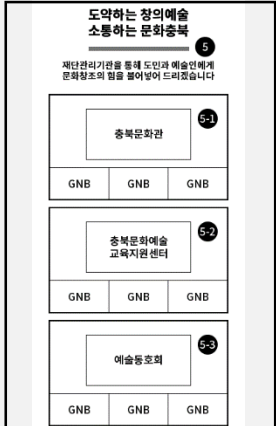 도약하는 창의예술
소통하는 문화충북
5
재단관리기관을 통해 도민과 예술인에게
문화창조의 힘을 불어넣어 드리겠습니다
5-1
충북문화관
GNB GNB GNB
5-2
충북문화예술
교육지원센터
GNB GNB GNB
5-3
예술동호회
GNB GNB GNB